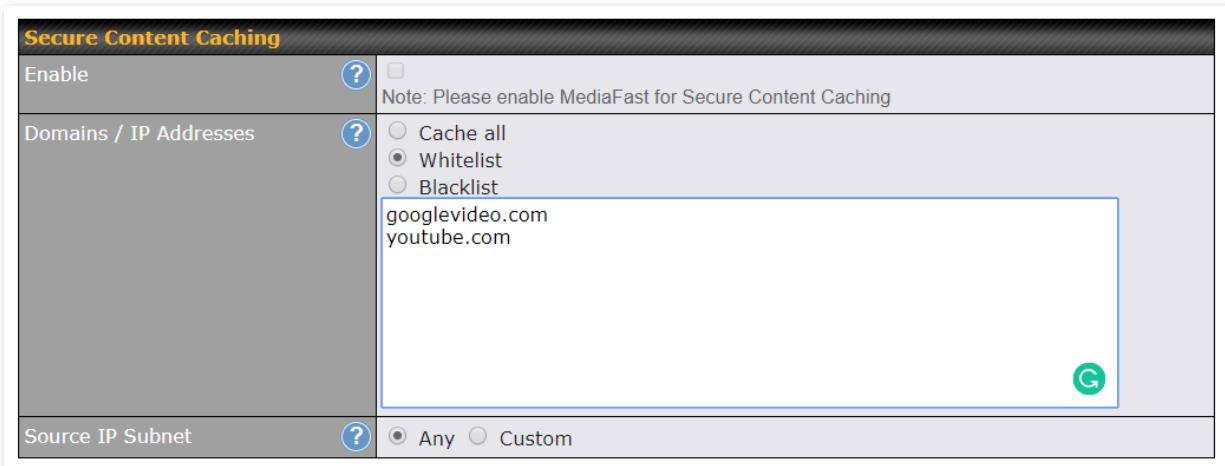 Secure Content Caching
Enable ?
Note: Please enable MediaFast for Secure Content Caching
Domains / IP Addresses ? Cache all
Whitelist
Blacklist
googlevideo.com
youtube.com
Source IP Subnet ? Any Custom